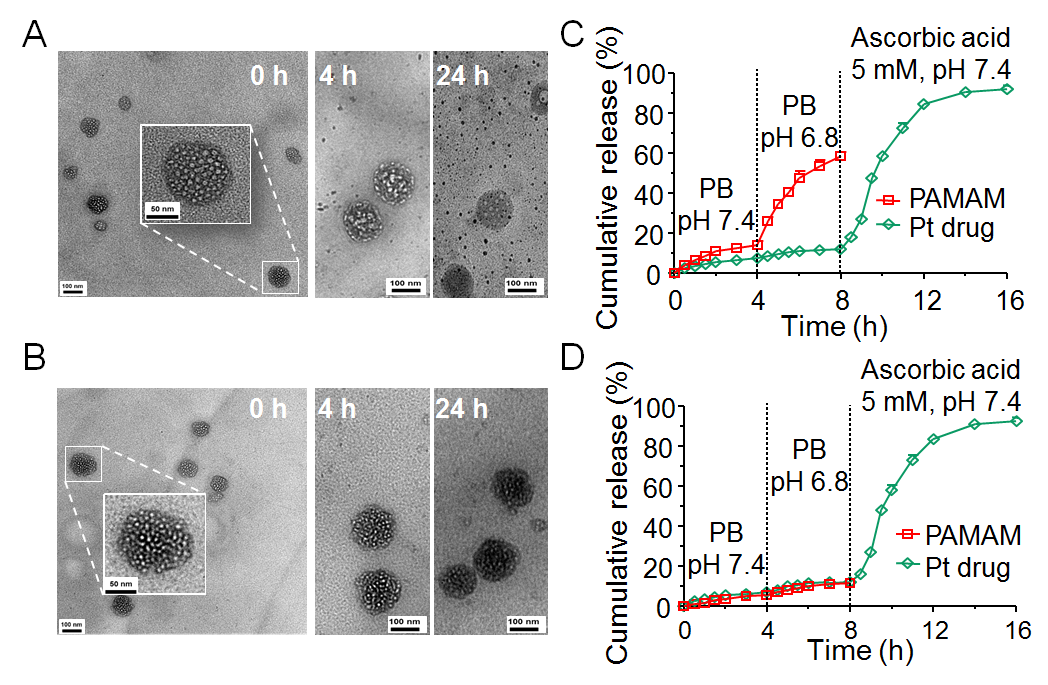 A
0 h
4 h
24 h
50 nm
100 nm
100 nm
100 nm
B
0 h
4 h
24 h
50 nm
100 nm
100 nm
100 nm
C
Ascorbic acid
5 mM, pH 7.4
PB
pH 6.8
PB
pH 7.4
PAMAM
Pt drug
Cumulative release (%)
100
80
60
40
20
0
0
4
8
12
16
Time (h)
D
Ascorbic acid
5 mM, pH 7.4
PB
pH 6.8
PB
pH 7.4
PAMAM
Pt drug
Cumulative release (%)
100
80
60
40
20
0
0
4
8
12
16
Time (h)